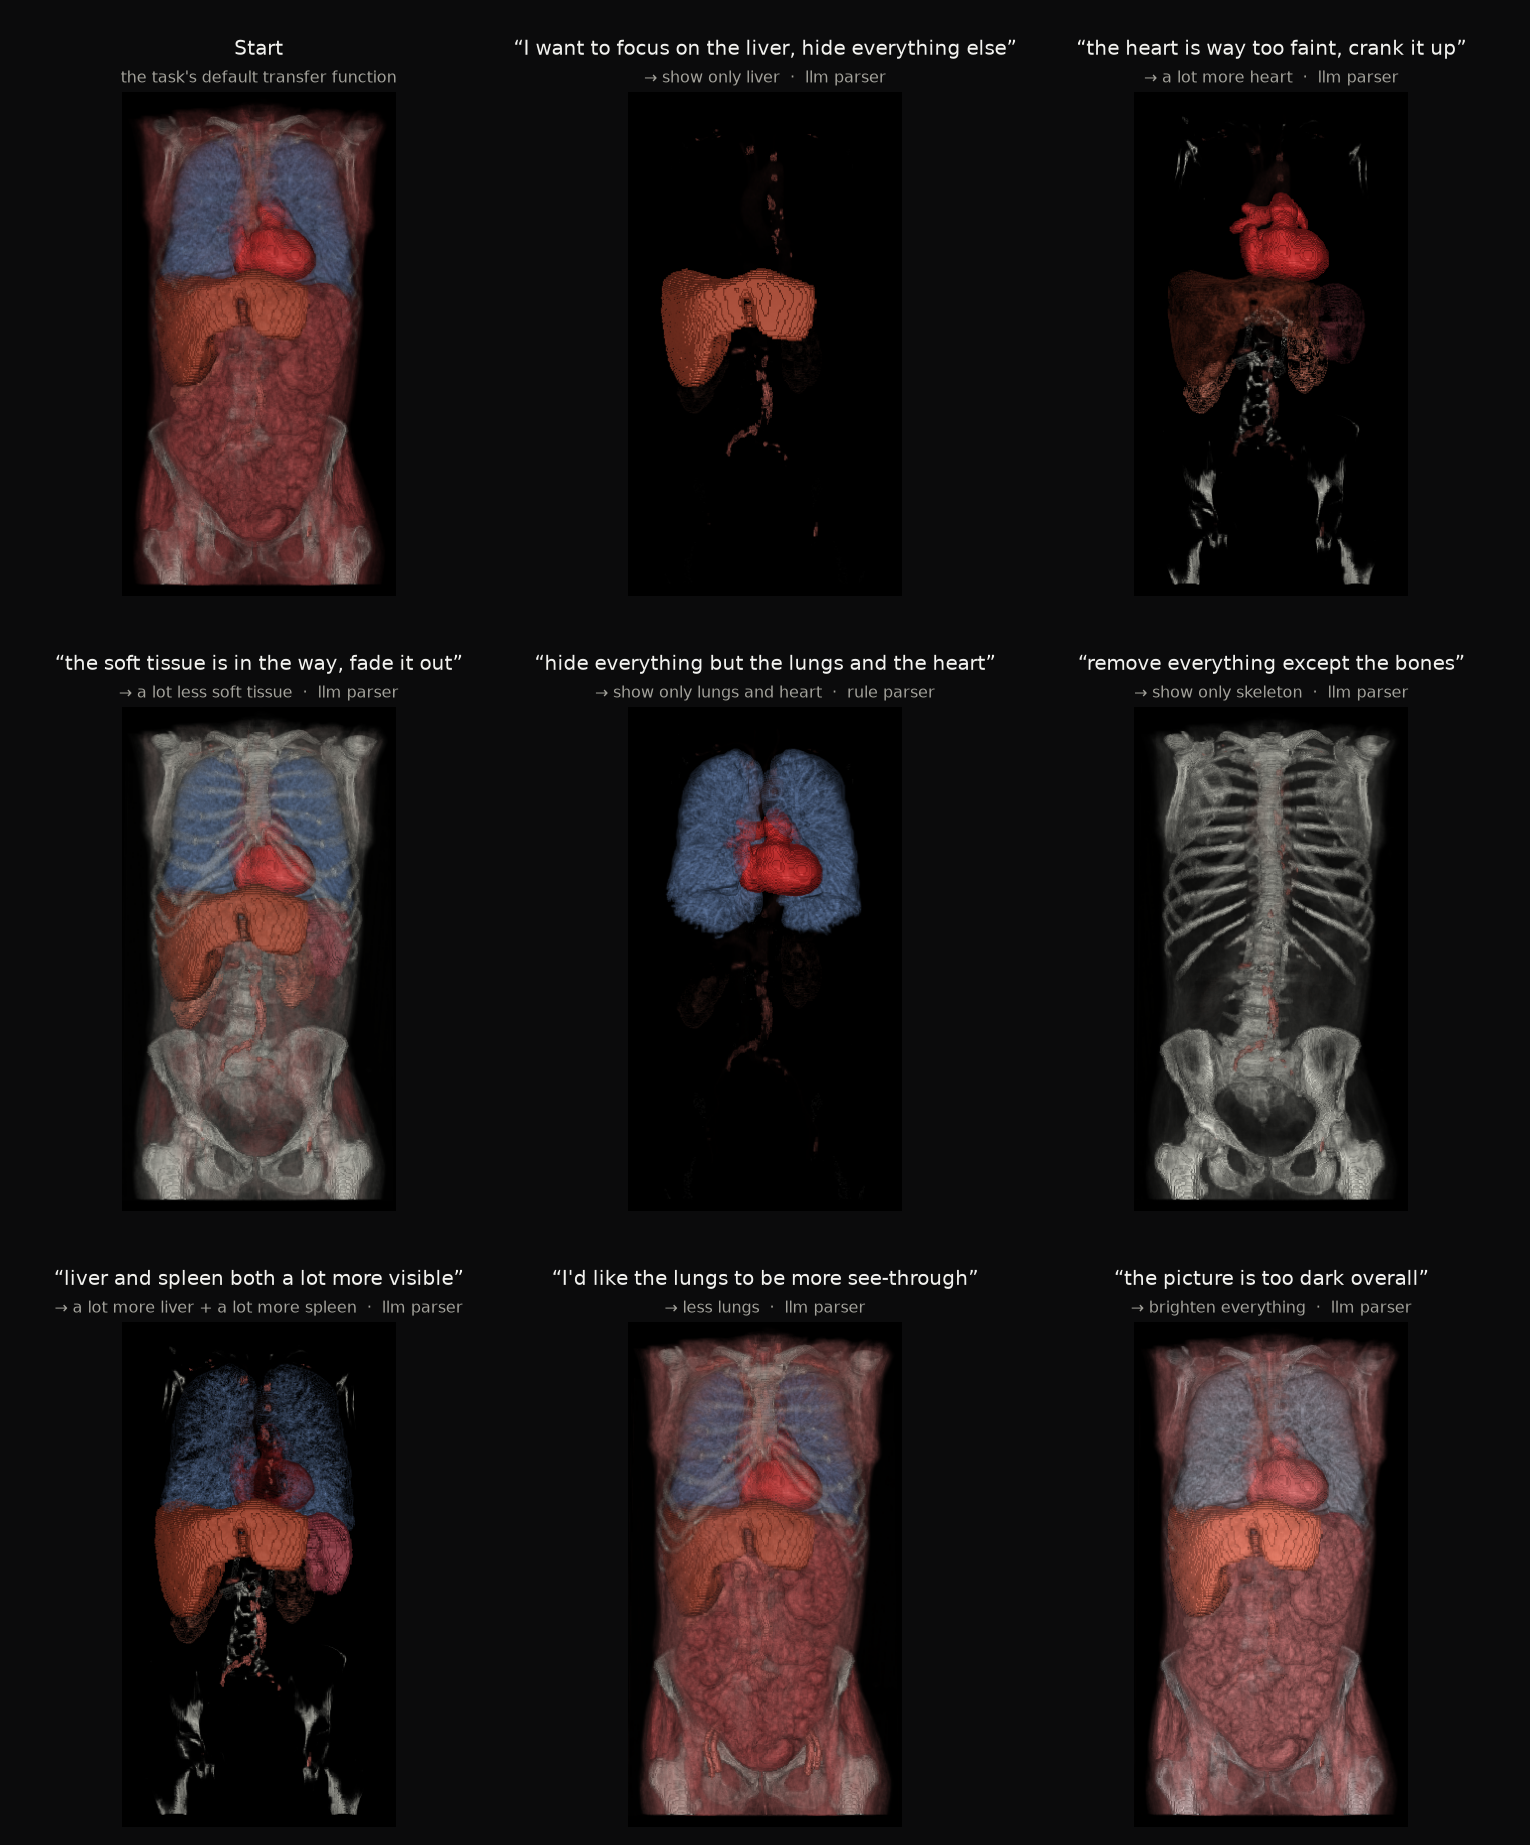 Start
the task's default transfer function
“I want to focus on the liver, hide everything else”
→ show only liver · llm parser
“the heart is way too faint, crank it up”
→ a lot more heart · llm parser
“the soft tissue is in the way, fade it out”
→ a lot less soft tissue · llm parser
“hide everything but the lungs and the heart”
→ show only lungs and heart · rule parser
“remove everything except the bones”
→ show only skeleton · llm parser
“liver and spleen both a lot more visible”
→ a lot more liver + a lot more spleen · llm parser
“I'd like the lungs to be more see-through”
→ less lungs · llm parser
“the picture is too dark overall”
→ brighten everything · llm parser